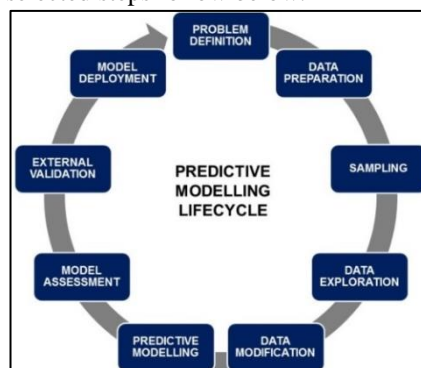 PROBLEM
DEFINITION
DATA
PREPARATION
SAMPLING
DATA
EXPLORATION
DATA
MODIFICATION
PREDICTIVE
MODELLING
MODEL
ASSESSMENT
EXTERNAL
VALIDATION
MODEL
DEPLOYMENT
PREDICTIVE
MODELLING
LIFECYCLE